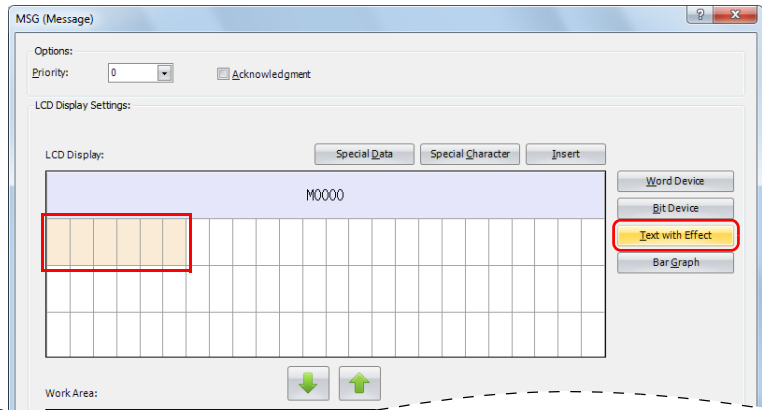 MSG (Message)
Options:
Priority: 0 Acknowledgment
LCD Display Settings:
LCD Display: Special Data Special Character Insert
M0000
Word Device
Bit Device
Text with Effect
Bar Graph
Work Area: